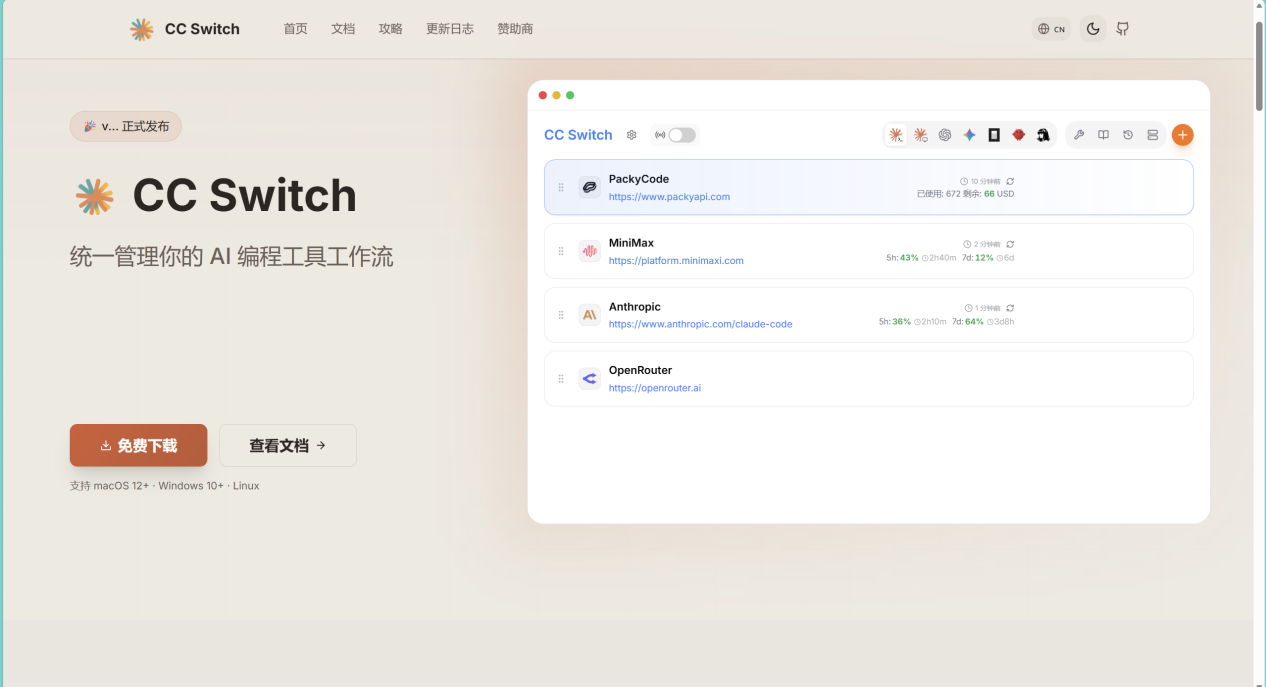 CC Switch 首页 文档 攻略 更新日志 赞助商 CN
🎉 v... 正式发布
CC Switch
统一管理你的 AI 编程工具工作流
免费下载
查看文档 →
支持 macOS 12+ · Windows 10+ · Linux
CC Switch
PackyCode
https://www.packyapi.com
10 分钟前
已使用: 672 剩余: 66 USD
MiniMax
https://platform.minimaxi.com
2 分钟前
5h: 43% 2h40m 7d: 12% 6d
Anthropic
https://www.anthropic.com/claude-code
1 分钟前
5h: 36% 2h10m 7d: 64% 3d8h
OpenRouter
https://openrouter.ai